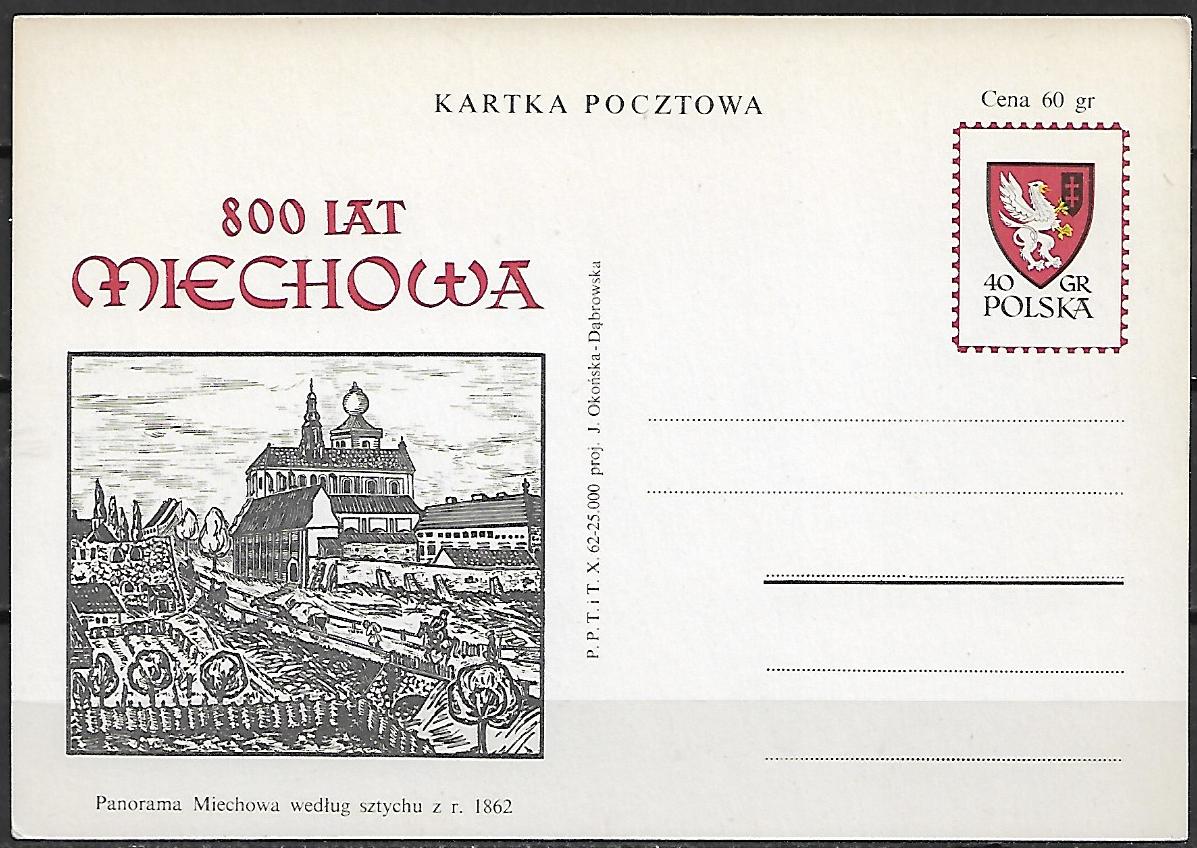 KARTKA POCZTOWA
Cena 60 gr
40 GR
POLSKA
800 LAT
MIECHOWA
Panorama Miechowa według sztychu z r. 1862
P. P. T. i T. X. 62-25.000 proj. J. Okońska-Dąbrowska